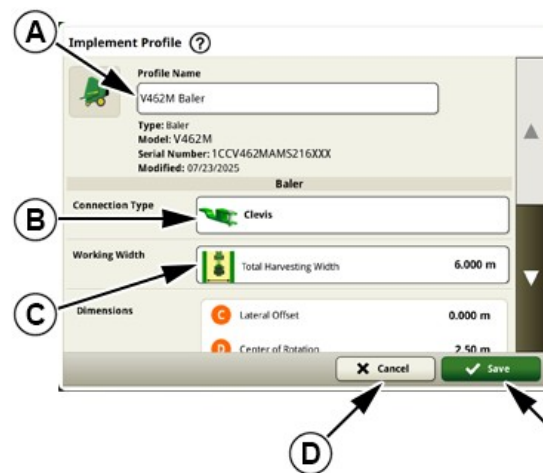 A
Implement Profile ?
Profile Name
V462M Baler
Type: Baler
Model: V462M
Serial Number: 1CCV462MAMS216XXX
Modified: 07/23/2025
Baler
B
Connection Type
Clevis
C
Working Width
Total Harvesting Width
6.000 m
Dimensions
C
Lateral Offset
0.000 m
D
Center of Rotation
2.50 m
Cancel
Save
D